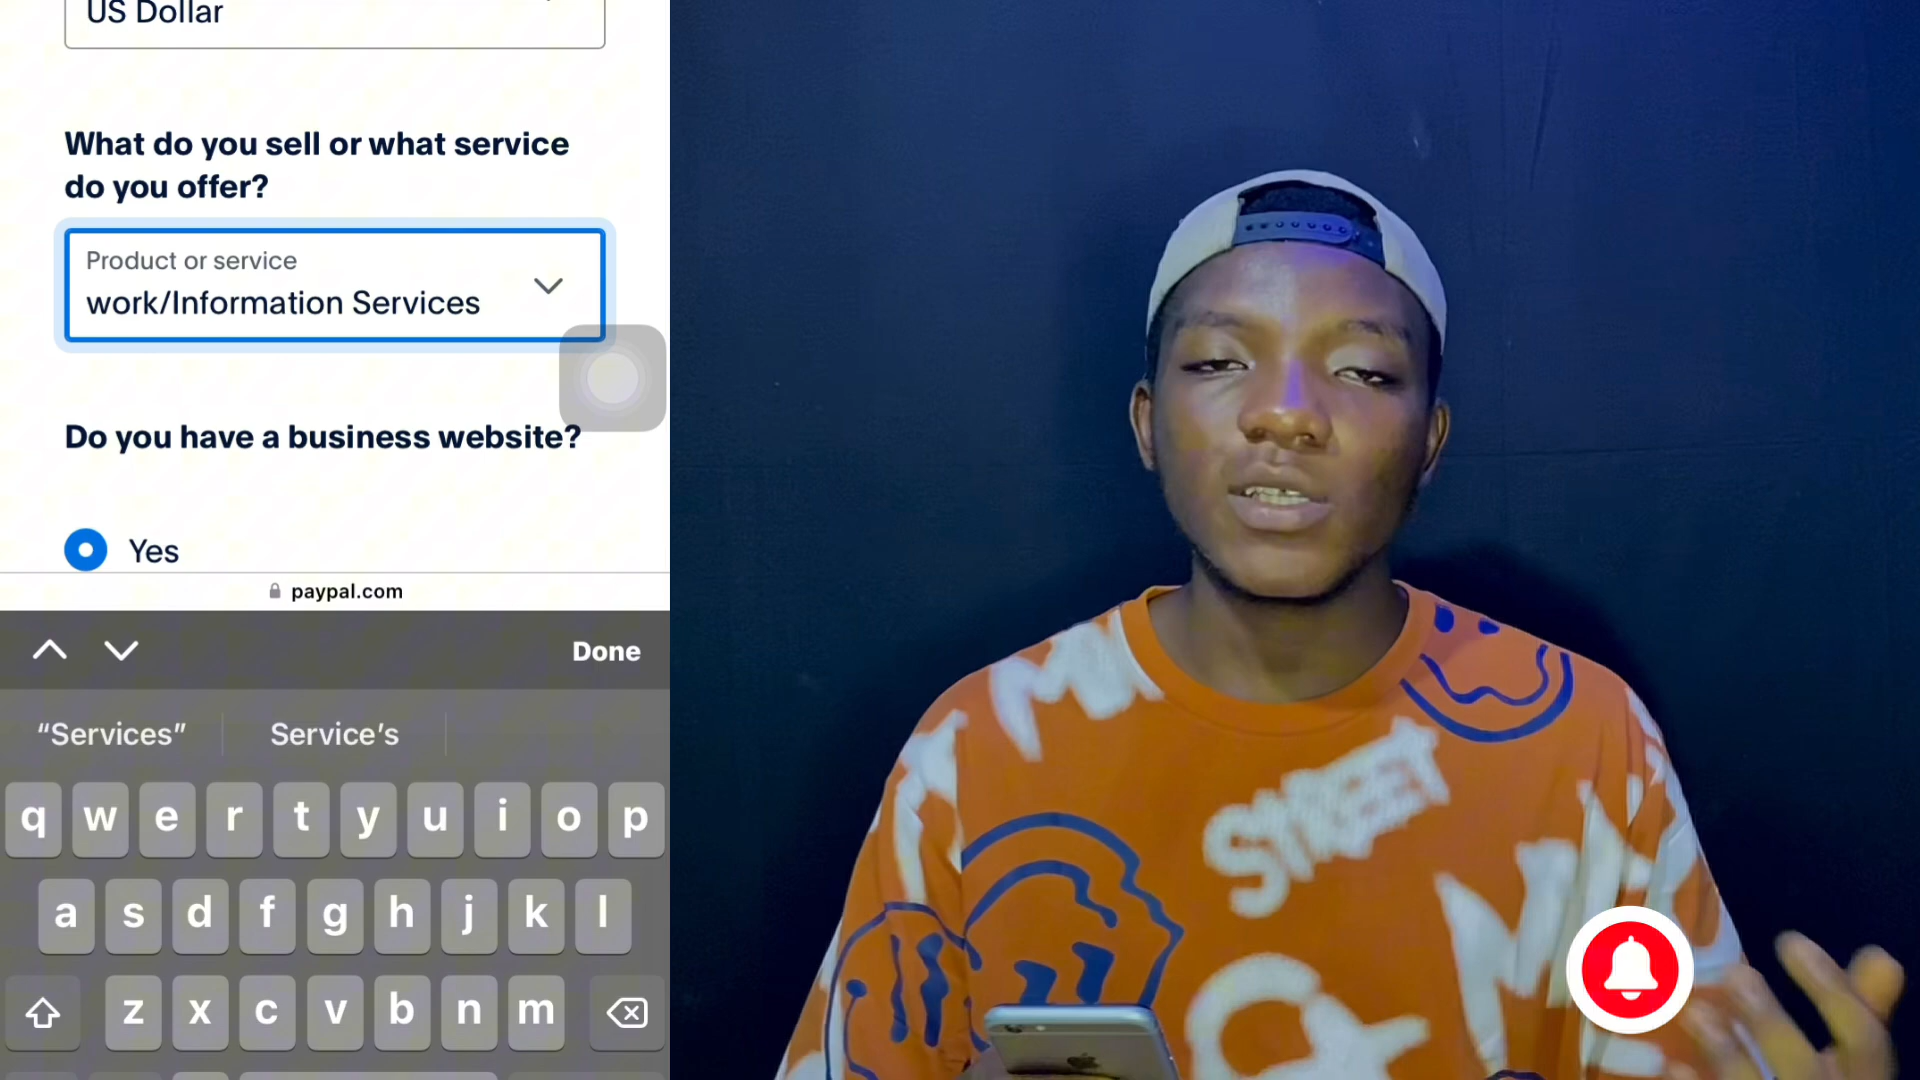 US Dollar
What do you sell or what service
do you offer?
Product or service
work/Information Services
Do you have a business website?
Yes
paypal.com
Done
“Services”
Service’s
q w e r t y u i o p
a s d f g h j k l
z x c v b n m
STREET